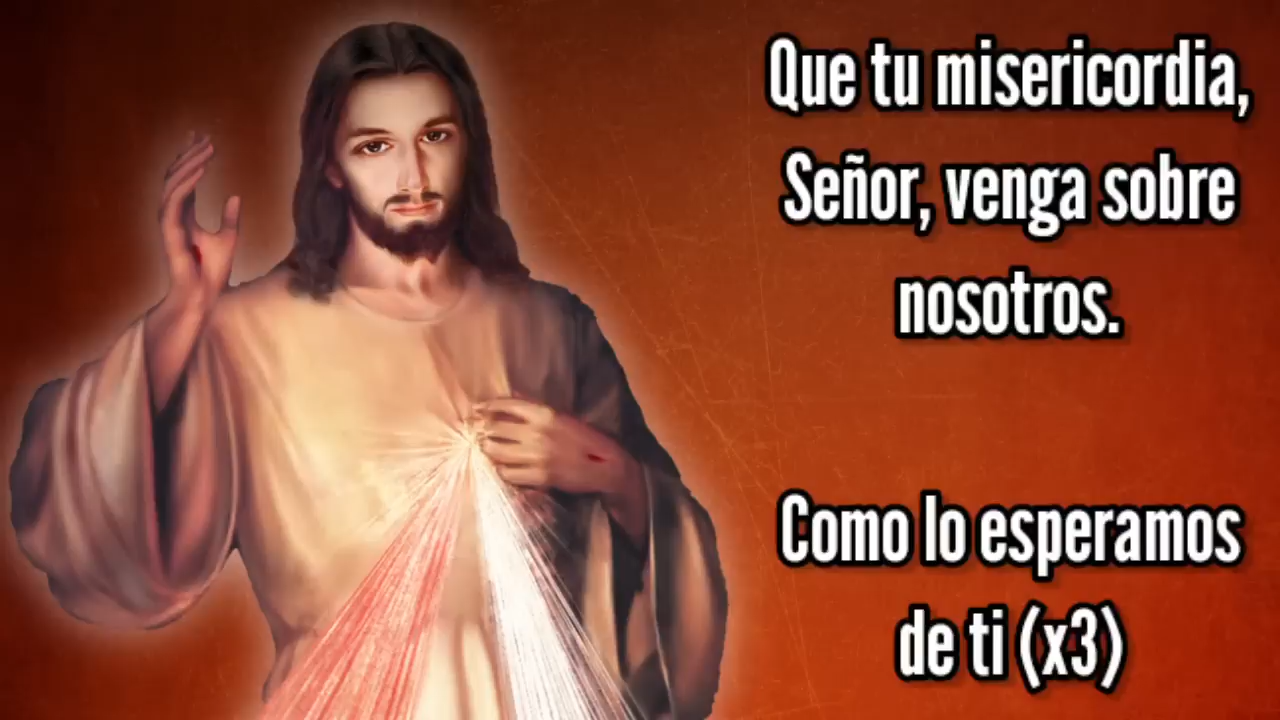 Que tu misericordia,
Señor, venga sobre
nosotros.
Como lo esperamos
de ti (x3)